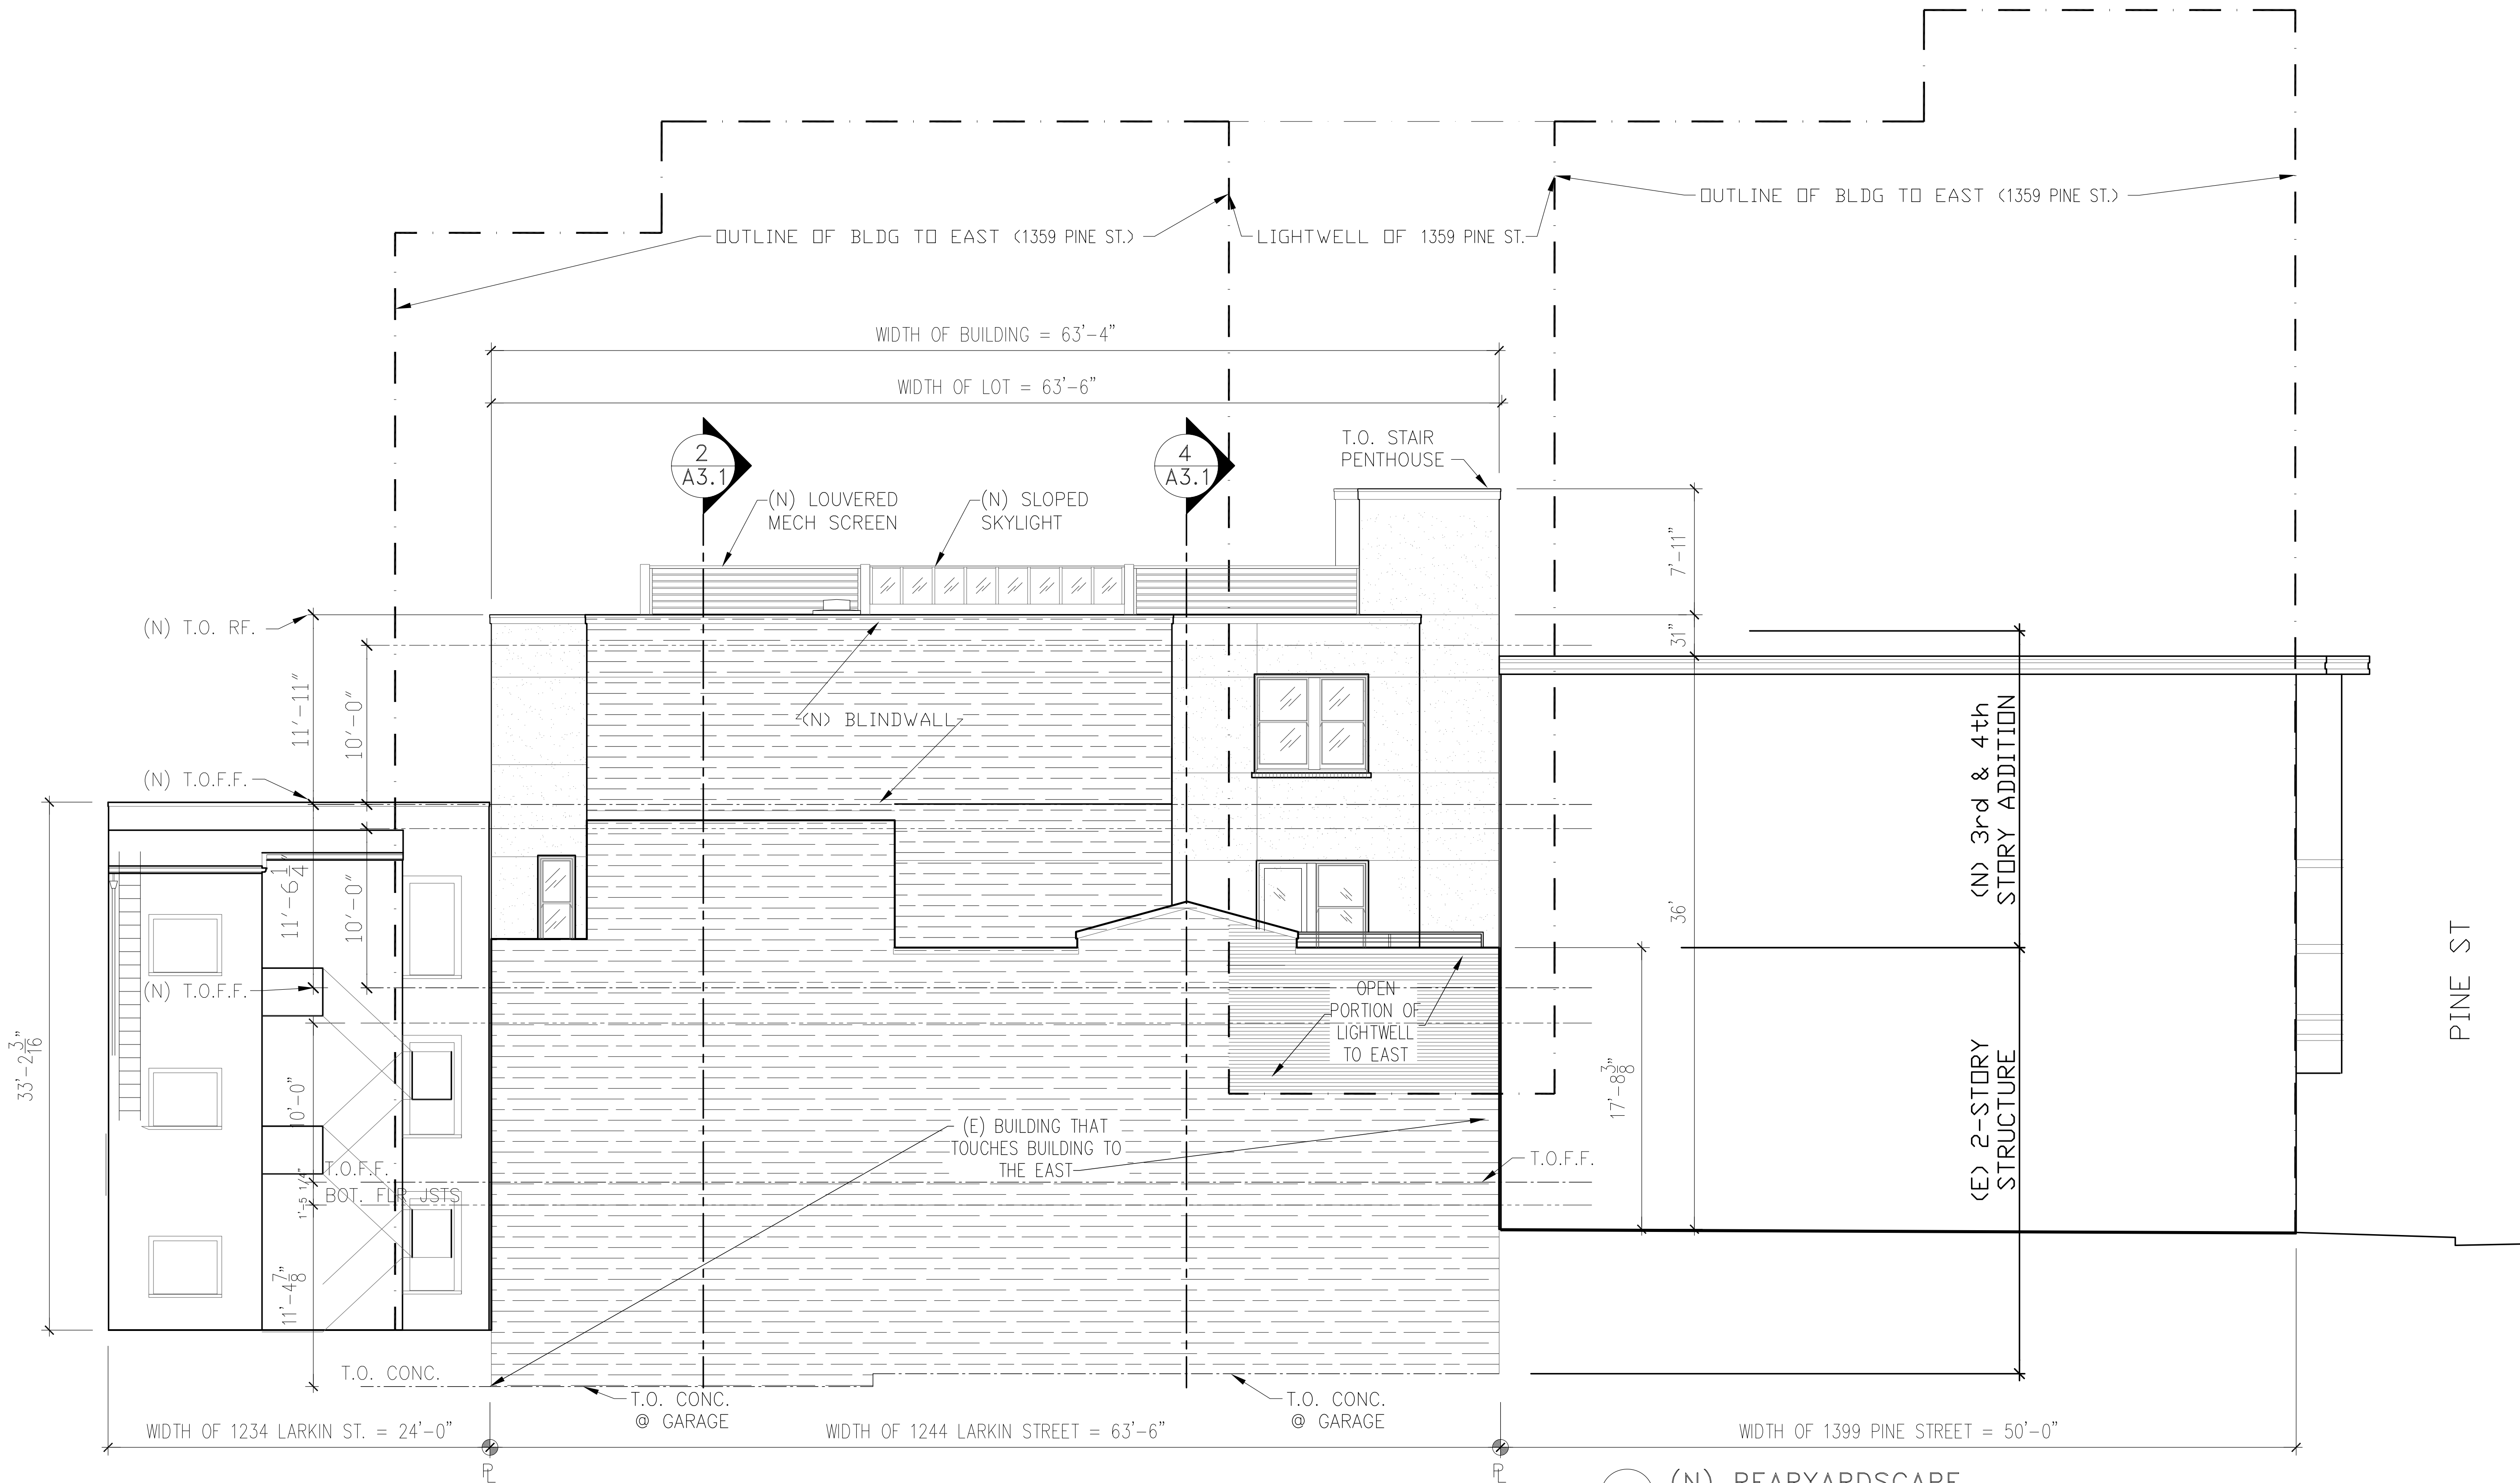 OUTLINE OF BLDG TO EAST (1359 PINE ST.)
OUTLINE OF BLDG TO EAST (1359 PINE ST.)
LIGHTWELL OF 1359 PINE ST.
WIDTH OF BUILDING = 63'-4"
WIDTH OF LOT = 63'-6"
2
A3.1
4
A3.1
T.O. STAIR
PENTHOUSE
(N) LOUVERED
MECH SCREEN
(N) SLOPED
SKYLIGHT
7'-11"
31"
(N) T.O. RF.
11'-11"
10'-0"
(N) BLINDWALL
(N) 3rd & 4th
STORY ADDITION
(N) T.O.F.F.
11'-6 1/4"
10'-0"
36'
(N) T.O.F.F.
OPEN
PORTION OF
LIGHTWELL
TO EAST
PINE ST
33'-2 3/16"
10'-0"
17'-8 3/8"
(E) 2-STORY
STRUCTURE
(E) BUILDING THAT
TOUCHES BUILDING TO
THE EAST
T.O.F.F.
T.O.F.F.
1'-5 1/4"
BOT. FLR JSTS
11'-4 7/8"
T.O. CONC.
T.O. CONC.
@ GARAGE
T.O. CONC.
@ GARAGE
WIDTH OF 1234 LARKIN ST. = 24'-0"
WIDTH OF 1244 LARKIN STREET = 63'-6"
WIDTH OF 1399 PINE STREET = 50'-0"
PL
PL
(N) REARYARDSCAPE